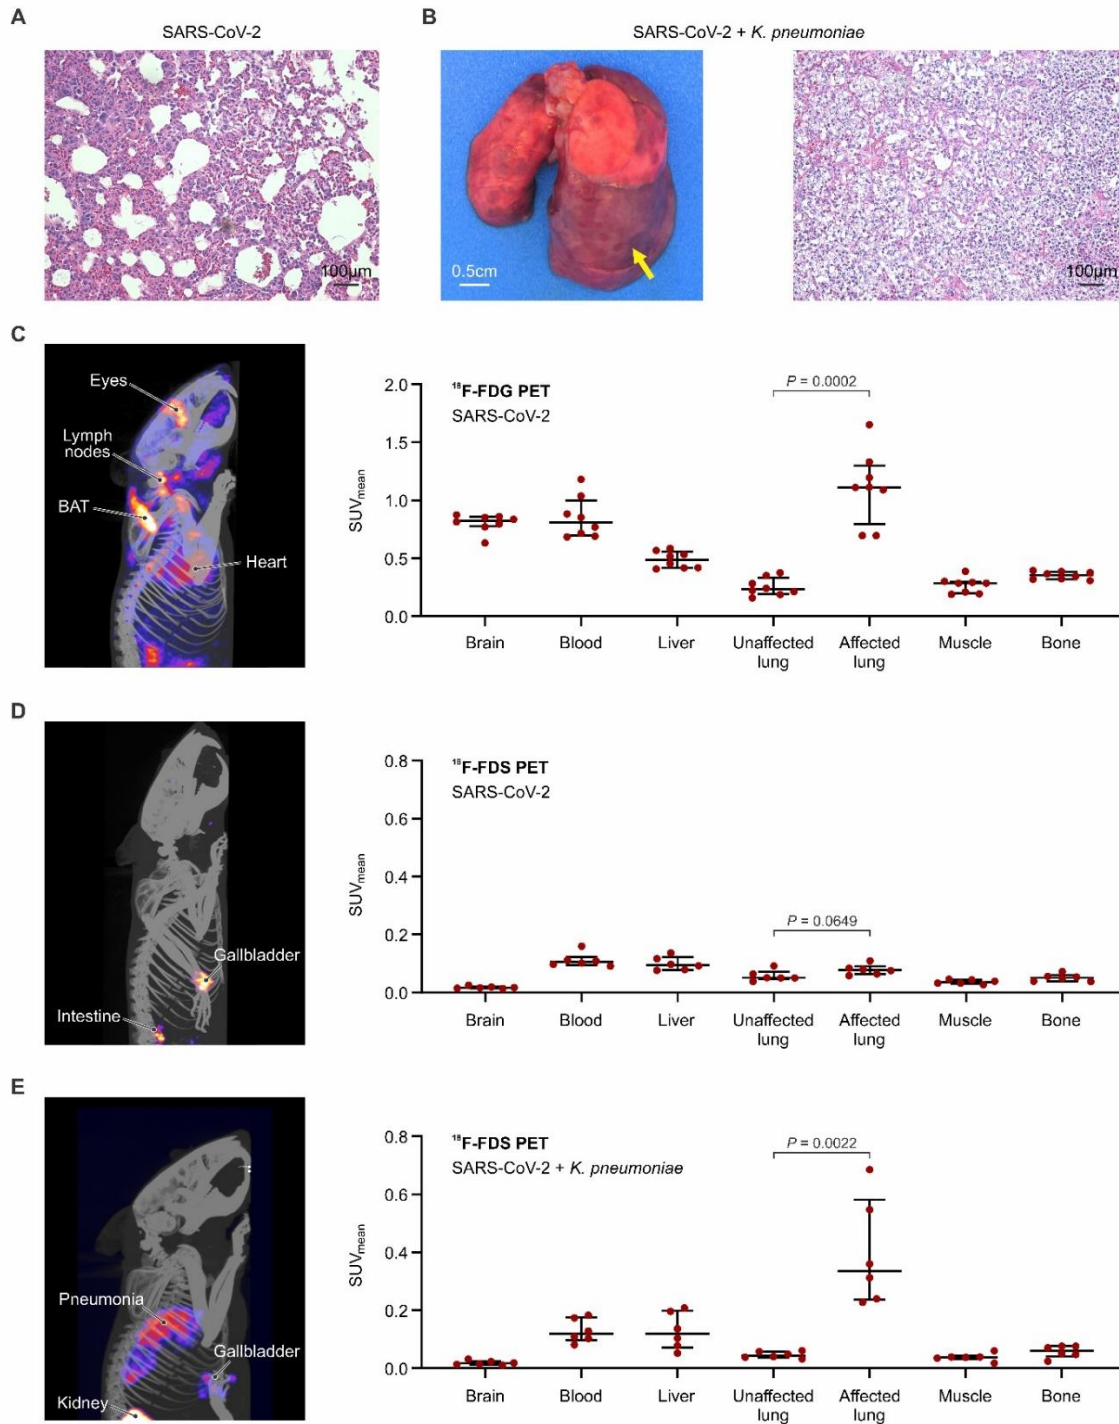 A
SARS-CoV-2
100µm
B
SARS-CoV-2 + K. pneumoniae
0.5cm
100µm
C
Eyes
Lymph
nodes
BAT
Heart
¹⁸F-FDG PET
SARS-CoV-2
P = 0.0002
SUVmean
2.0
1.5
1.0
0.5
0.0
Brain
Blood
Liver
Unaffected
lung
Affected
lung
Muscle
Bone
D
Gallbladder
Intestine
¹⁸F-FDS PET
SARS-CoV-2
P = 0.0649
SUVmean
0.8
0.6
0.4
0.2
0.0
Brain
Blood
Liver
Unaffected
lung
Affected
lung
Muscle
Bone
E
Pneumonia
Gallbladder
Kidney
¹⁸F-FDS PET
SARS-CoV-2 + K. pneumoniae
P = 0.0022
SUVmean
0.8
0.6
0.4
0.2
0.0
Brain
Blood
Liver
Unaffected
lung
Affected
lung
Muscle
Bone